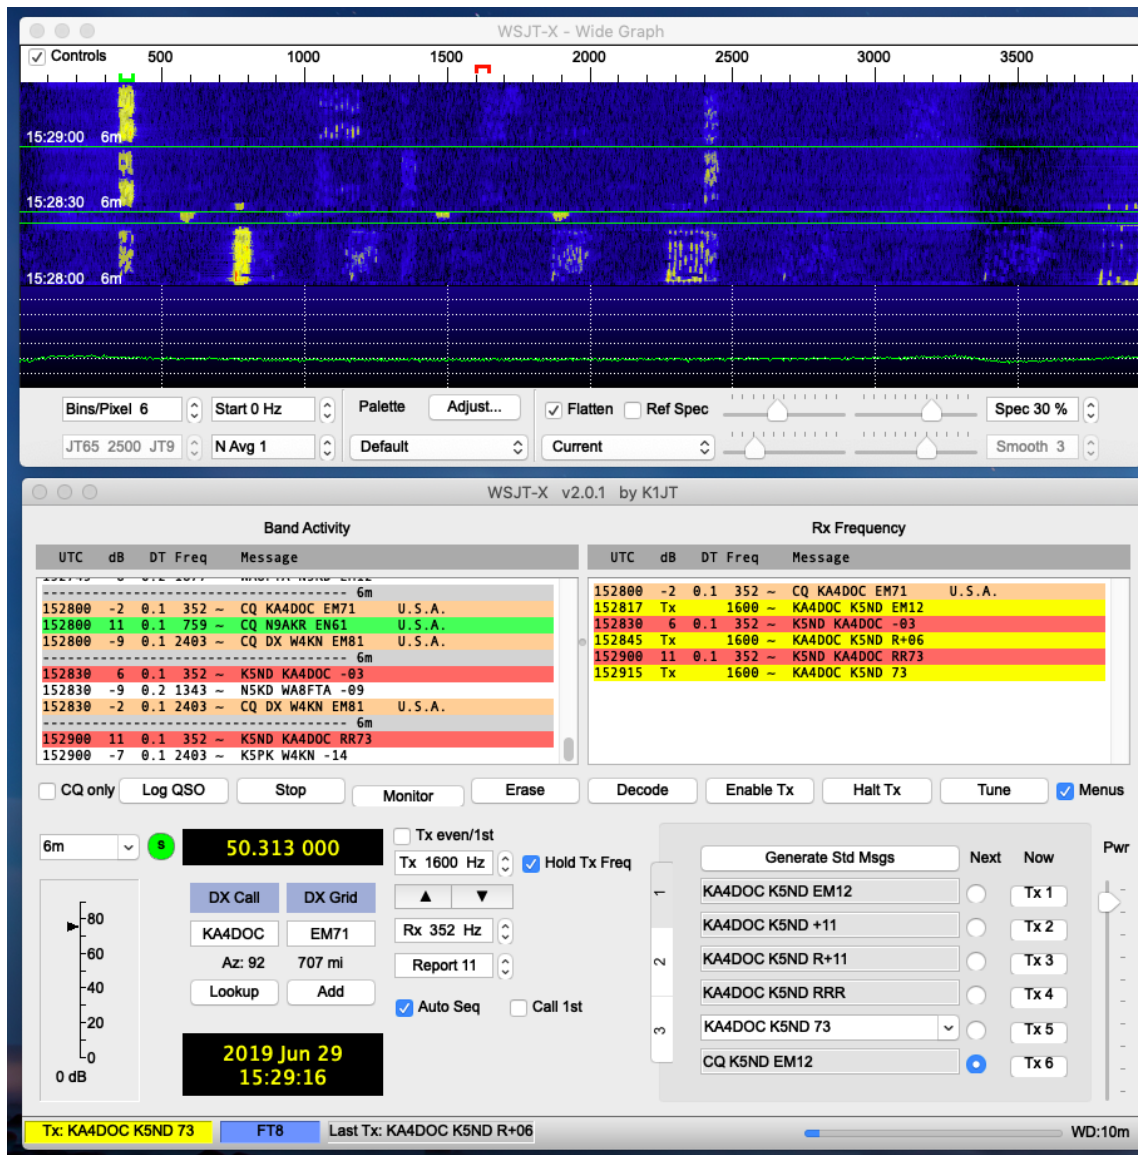 WSJT-X - Wide Graph
Controls 500 1000 1500 2000 2500 3000 3500
15:29:00 6m
15:28:30 6m
15:28:00 6m
Bins/Pixel 6 Start 0 Hz Palette Adjust... Flatten Ref Spec Spec 30 %
JT65 2500 JT9 N Avg 1 Default Current Smooth 3
WSJT-X v2.0.1 by K1JT
Band Activity
UTC dB DT Freq Message
------------------------------------- 6m
152800 -2 0.1 352 ~ CQ KA4DOC EM71 U.S.A.
152800 11 0.1 759 ~ CQ N9AKR EN61 U.S.A.
152800 -9 0.1 2403 ~ CQ DX W4KN EM81 U.S.A.
------------------------------------- 6m
152830 6 0.1 352 ~ K5ND KA4DOC -03
152830 -9 0.2 1343 ~ N5KD WA8FTA -09
152830 -2 0.1 2403 ~ CQ DX W4KN EM81 U.S.A.
------------------------------------- 6m
152900 11 0.1 352 ~ K5ND KA4DOC RR73
152900 -7 0.1 2403 ~ K5PK W4KN -14
Rx Frequency
UTC dB DT Freq Message
152800 -2 0.1 352 ~ CQ KA4DOC EM71 U.S.A.
152817 Tx 1600 ~ KA4DOC K5ND EM12
152830 6 0.1 352 ~ K5ND KA4DOC -03
152845 Tx 1600 ~ KA4DOC K5ND R+06
152900 11 0.1 352 ~ K5ND KA4DOC RR73
152915 Tx 1600 ~ KA4DOC K5ND 73
CQ only Log QSO Stop Monitor Erase Decode Enable Tx Halt Tx Tune Menus
6m S 50.313 000
Tx even/1st
Tx 1600 Hz Hold Tx Freq
DX Call DX Grid
KA4DOC EM71
Rx 352 Hz
Az: 92 707 mi
Report 11
Lookup Add
Auto Seq Call 1st
2019 Jun 29
15:29:16
80
60
40
20
0
0 dB
1
2
3
Generate Std Msgs Next Now Pwr
KA4DOC K5ND EM12 Tx 1
KA4DOC K5ND +11 Tx 2
KA4DOC K5ND R+11 Tx 3
KA4DOC K5ND RRR Tx 4
KA4DOC K5ND 73 Tx 5
CQ K5ND EM12 Tx 6
Tx: KA4DOC K5ND 73 FT8 Last Tx: KA4DOC K5ND R+06 WD:10m